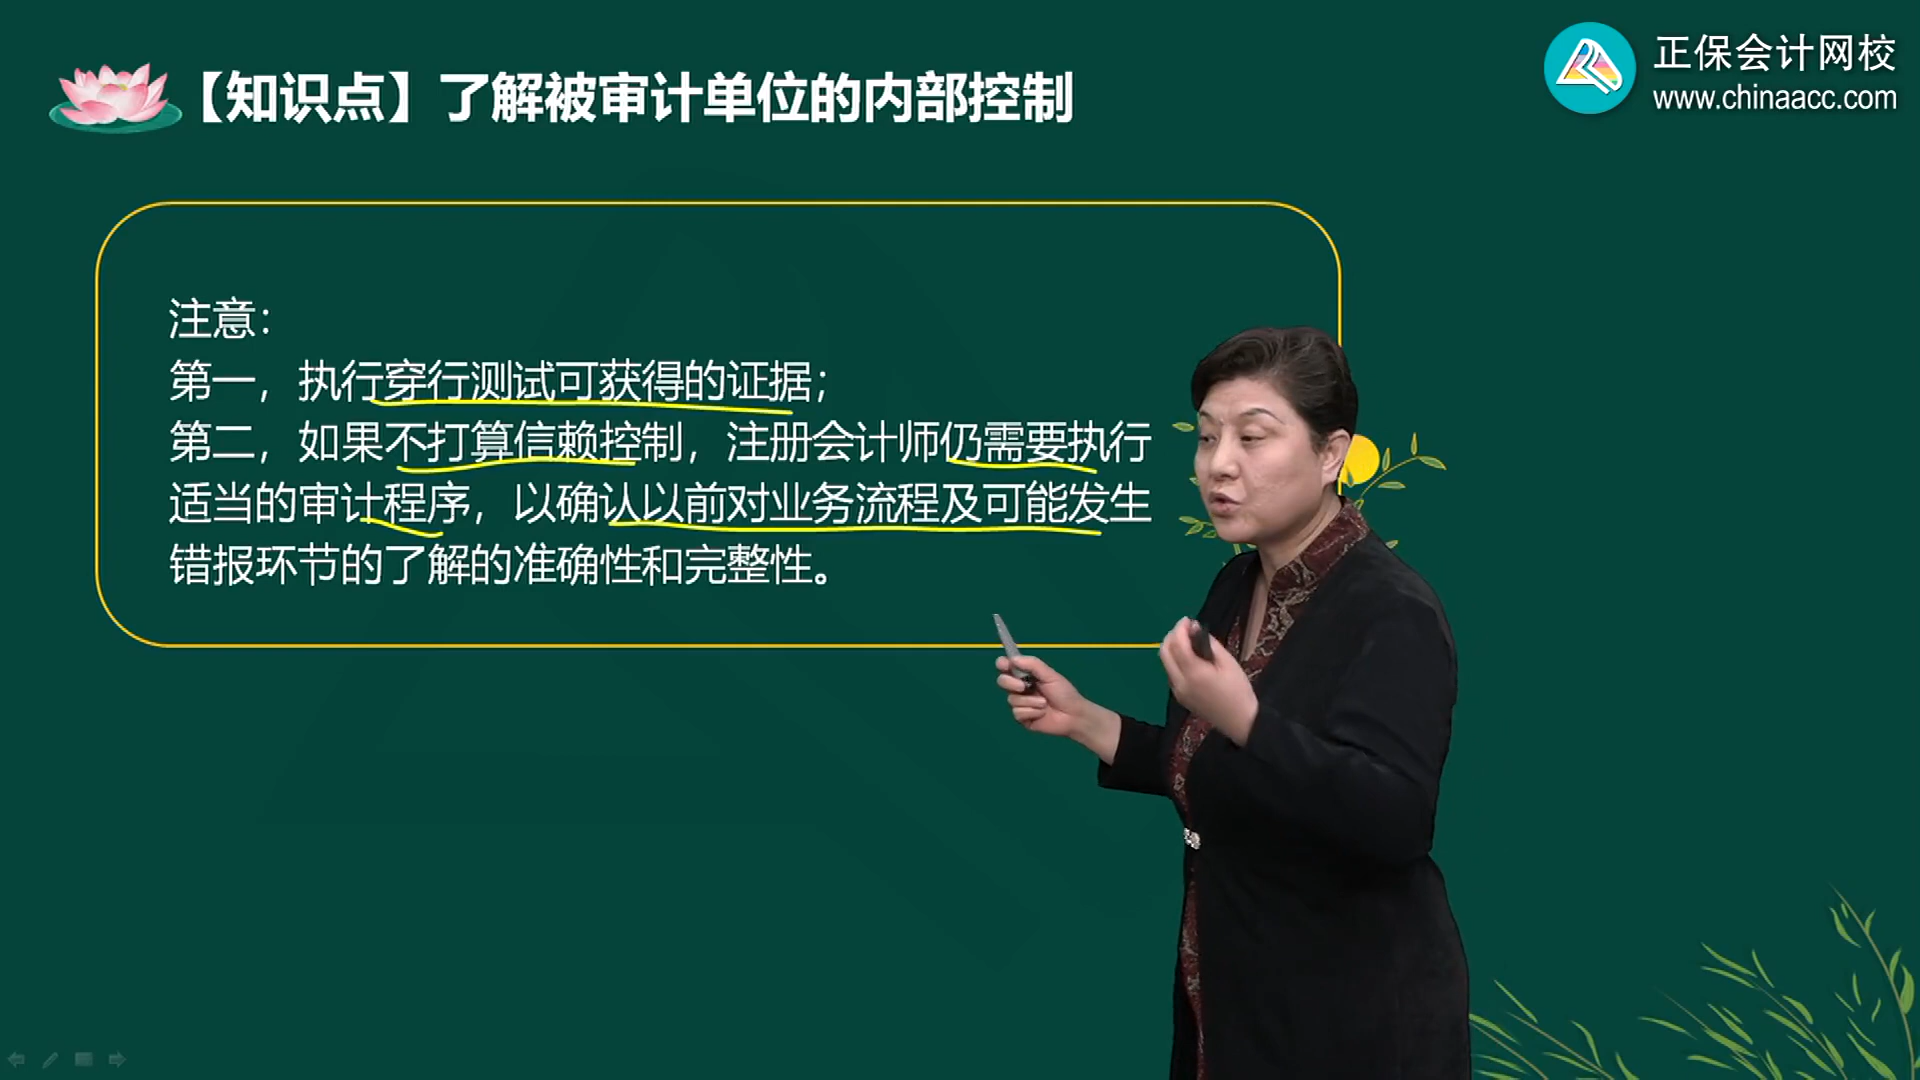 正保会计网校
www.chinaacc.com
【知识点】了解被审计单位的内部控制
注意：
第一，执行穿行测试可获得的证据；
第二，如果不打算信赖控制，注册会计师仍需要执行
适当的审计程序，以确认以前对业务流程及可能发生
错报环节的了解的准确性和完整性。